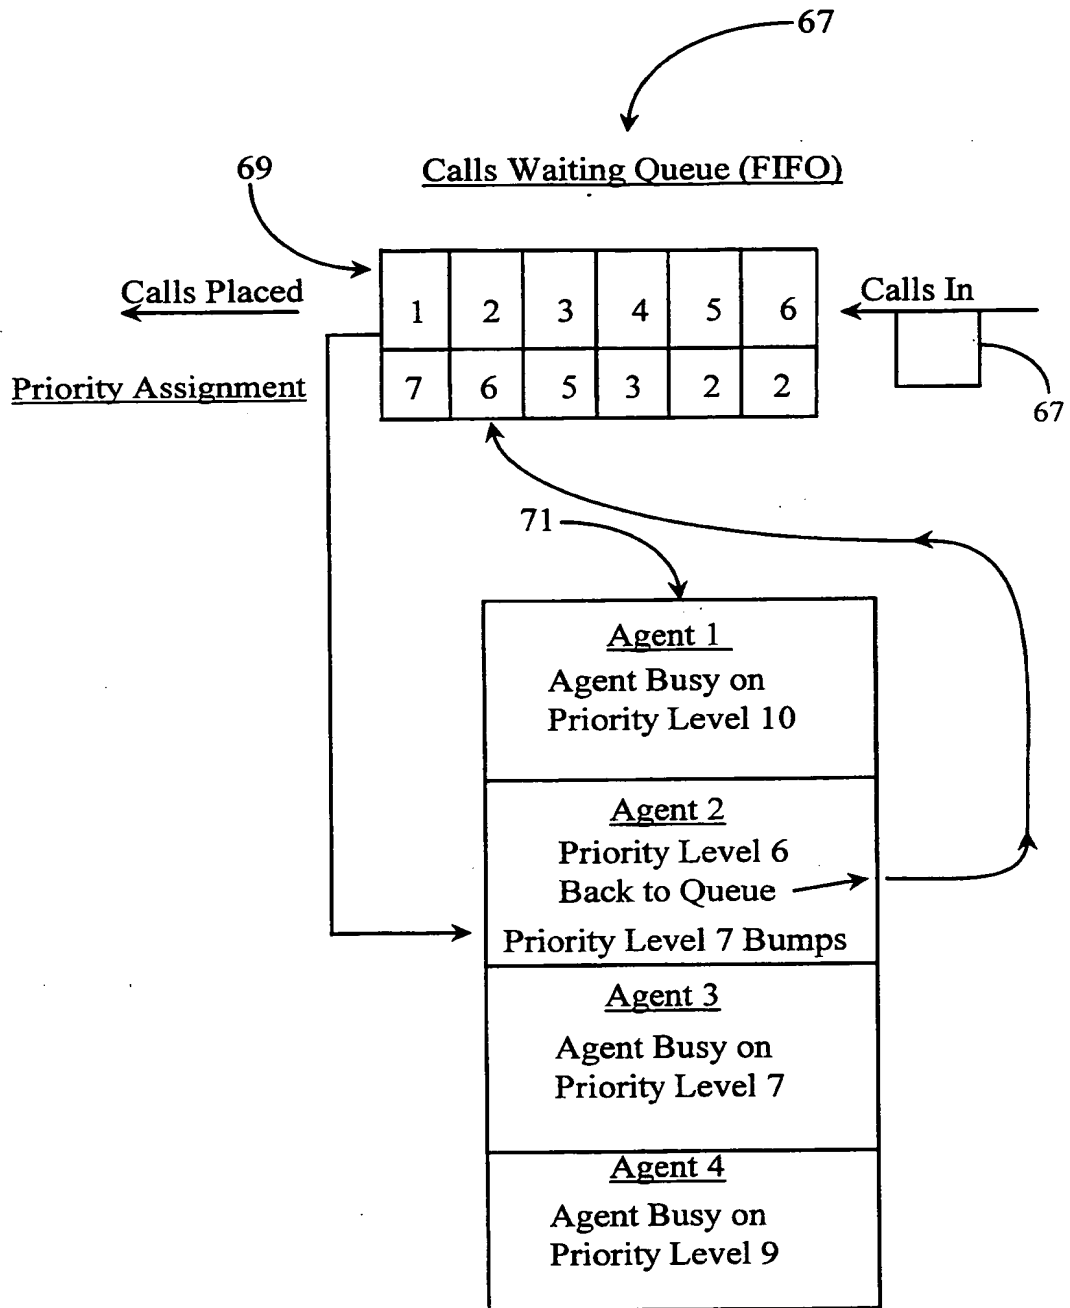 67
69
Calls Waiting Queue (FIFO)
Calls Placed
1 2 3 4 5 6
Calls In
Priority Assignment
7 6 5 3 2 2
67
71
Agent 1
Agent Busy on
Priority Level 10
Agent 2
Priority Level 6
Back to Queue
Priority Level 7 Bumps
Agent 3
Agent Busy on
Priority Level 7
Agent 4
Agent Busy on
Priority Level 9